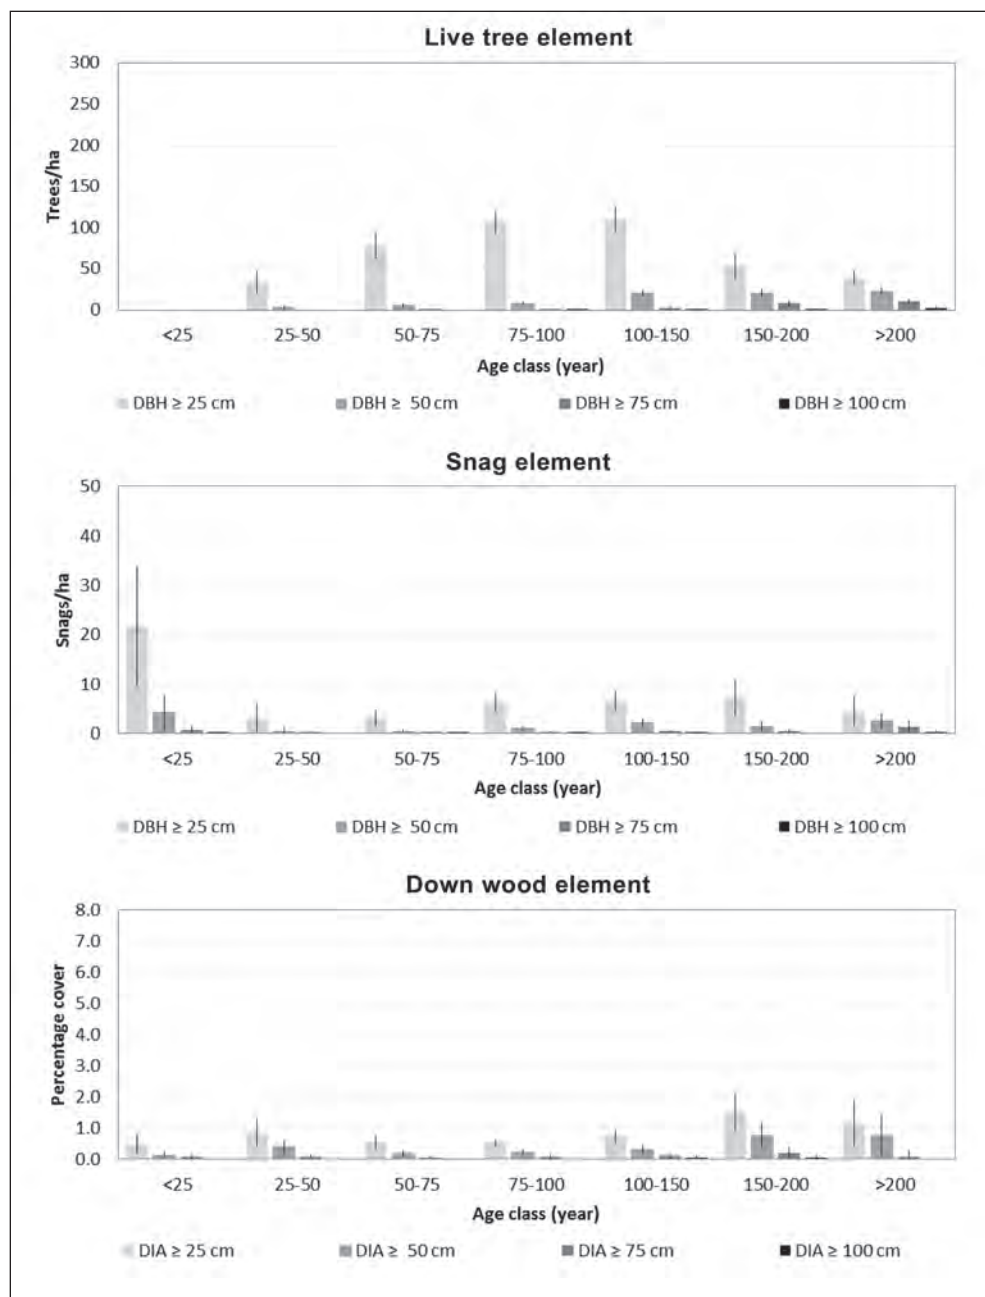 Live tree element
300
250
200
150
100
50
0
Trees/ha
<25 25-50 50-75 75-100 100-150 150-200 >200
Age class (year)
DBH ≥ 25 cm DBH ≥ 50 cm DBH ≥ 75 cm DBH ≥ 100 cm
Snag element
50
40
30
20
10
0
Snags/ha
<25 25-50 50-75 75-100 100-150 150-200 >200
Age class (year)
DBH ≥ 25 cm DBH ≥ 50 cm DBH ≥ 75 cm DBH ≥ 100 cm
Down wood element
8.0
7.0
6.0
5.0
4.0
3.0
2.0
1.0
0.0
Percentage cover
<25 25-50 50-75 75-100 100-150 150-200 >200
Age class (year)
DIA ≥ 25 cm DIA ≥ 50 cm DIA ≥ 75 cm DIA ≥ 100 cm